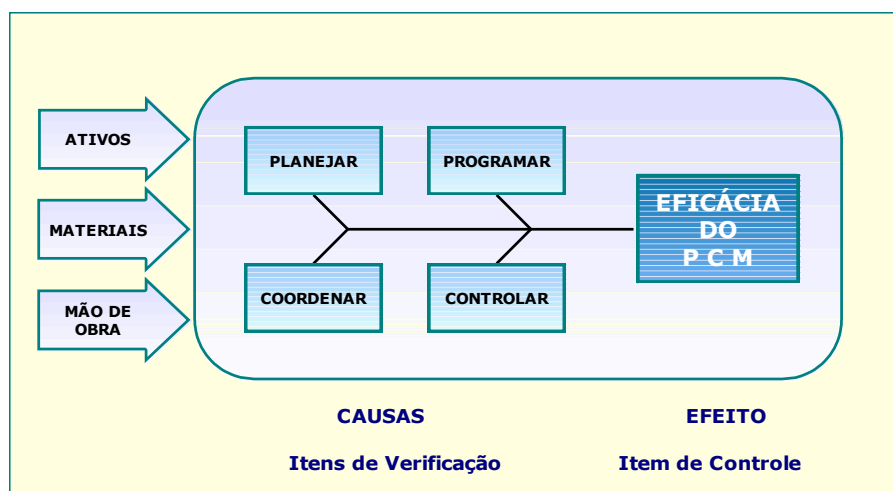 ATIVOS
MATERIAIS
MÃO DE
OBRA
PLANEJAR
PROGRAMAR
COORDENAR
CONTROLAR
EFICÁCIA
DO
P C M
CAUSAS
EFEITO
Itens de Verificação
Item de Controle